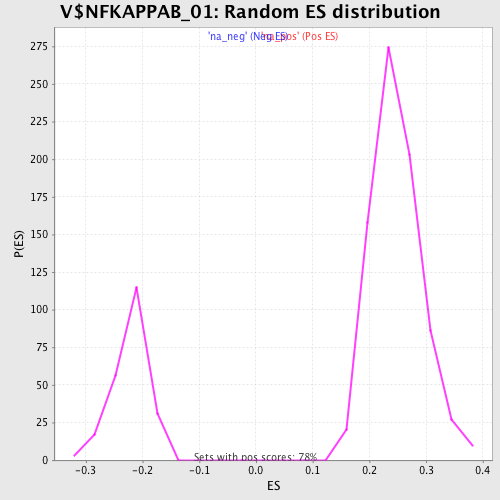 V$NFKAPPAB_01: Random ES distribution
'na_neg' (Neg ES) 'na_pos' (Pos ES)
275
250
225
200
175
150
125
100
75
50
25
0
P(ES)
Sets with pos scores: 78%
-0.3 -0.2 -0.1 0.0 0.1 0.2 0.3 0.4
ES